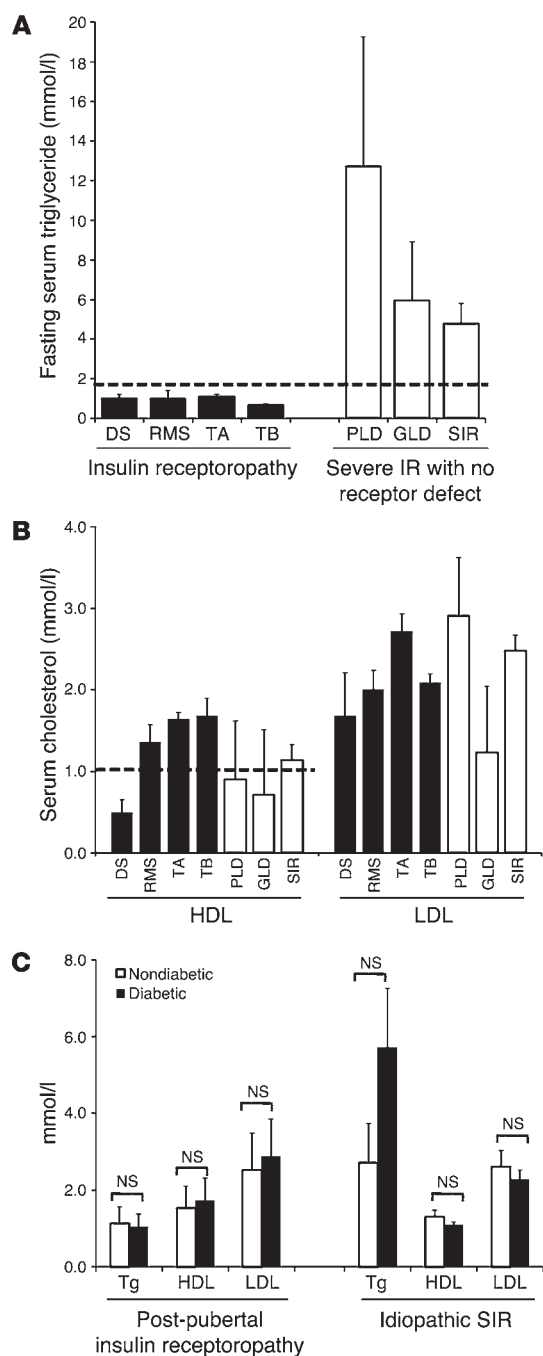 A
Fasting serum triglyceride (mmol/l)
20
18
16
14
12
10
8
6
4
2
0
DS RMS TA TB PLD GLD SIR
Insulin receptoropathy
Severe IR with no
receptor defect
B
Serum cholesterol (mmol/l)
4.0
3.0
2.0
1.0
0.0
DS RMS TA TB PLD GLD SIR DS RMS TA TB PLD GLD SIR
HDL LDL
C
mmol/l
8.0
6.0
4.0
2.0
0.0
Nondiabetic
Diabetic
NS NS NS NS NS NS
Tg HDL LDL Tg HDL LDL
Post-pubertal
insulin receptoropathy
Idiopathic SIR